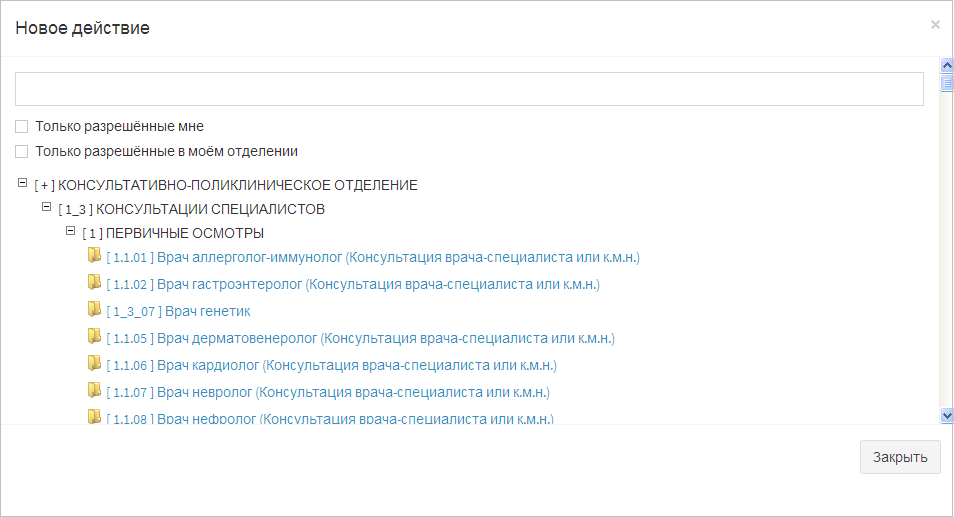 Новое действие
×
Только разрешённые мне
Только разрешённые в моём отделении
[ + ] КОНСУЛЬТАТИВНО-ПОЛИКЛИНИЧЕСКОЕ ОТДЕЛЕНИЕ
[ 1_3 ] КОНСУЛЬТАЦИИ СПЕЦИАЛИСТОВ
[ 1 ] ПЕРВИЧНЫЕ ОСМОТРЫ
[ 1.1.01 ] Врач аллерголог-иммунолог (Консультация врача-специалиста или к.м.н.)
[ 1.1.02 ] Врач гастроэнтеролог (Консультация врача-специалиста или к.м.н.)
[ 1_3_07 ] Врач генетик
[ 1.1.05 ] Врач дерматовенеролог (Консультация врача-специалиста или к.м.н.)
[ 1.1.06 ] Врач кардиолог (Консультация врача-специалиста или к.м.н.)
[ 1.1.07 ] Врач невролог (Консультация врача-специалиста или к.м.н.)
[ 1.1.08 ] Врач нефролог (Консультация врача-специалиста или к.м.н.)
Закрыть